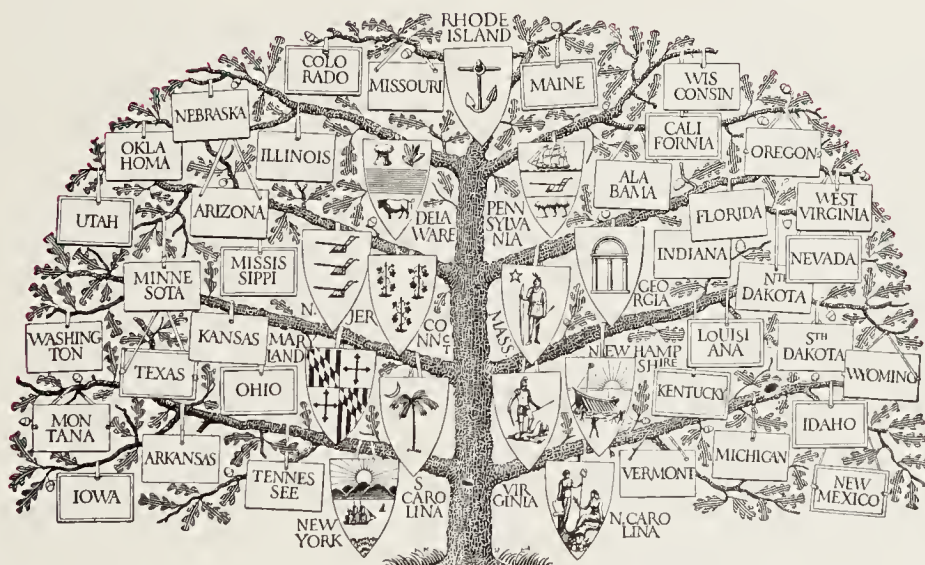 RHODE
ISLAND
COLO
RADO
MISSOURI
MAINE
WIS
CONSIN
NEBRASKA
CALI
FORNIA
OKLA
HOMA
ILLINOIS
OREGON
ALA
BAMA
UTAH
ARIZONA
DELA
WARE
PENN
SYLVA
NIA
FLORIDA
WEST
VIRGINIA
MINNE
SOTA
MISSIS
SIPPI
INDIANA
NEVADA
N. JER
CO
NNCT
MASS
GEO
RGIA
NTH
DAKOTA
WASHING
TON
KANSAS
MAR
LAND
NEW HAMP
SHIRE
LOUISI
ANA
STH
DAKOTA
TEXAS
OHIO
KENTUCKY
WYOMING
MON
TANA
ARKANSAS
IDAHO
TENNES
SEE
VERMONT
MICHIGAN
IOWA
NEW
MEXICO
S
CARO
LINA
VIR
GINIA
NEW
YORK
N. CARO
LINA